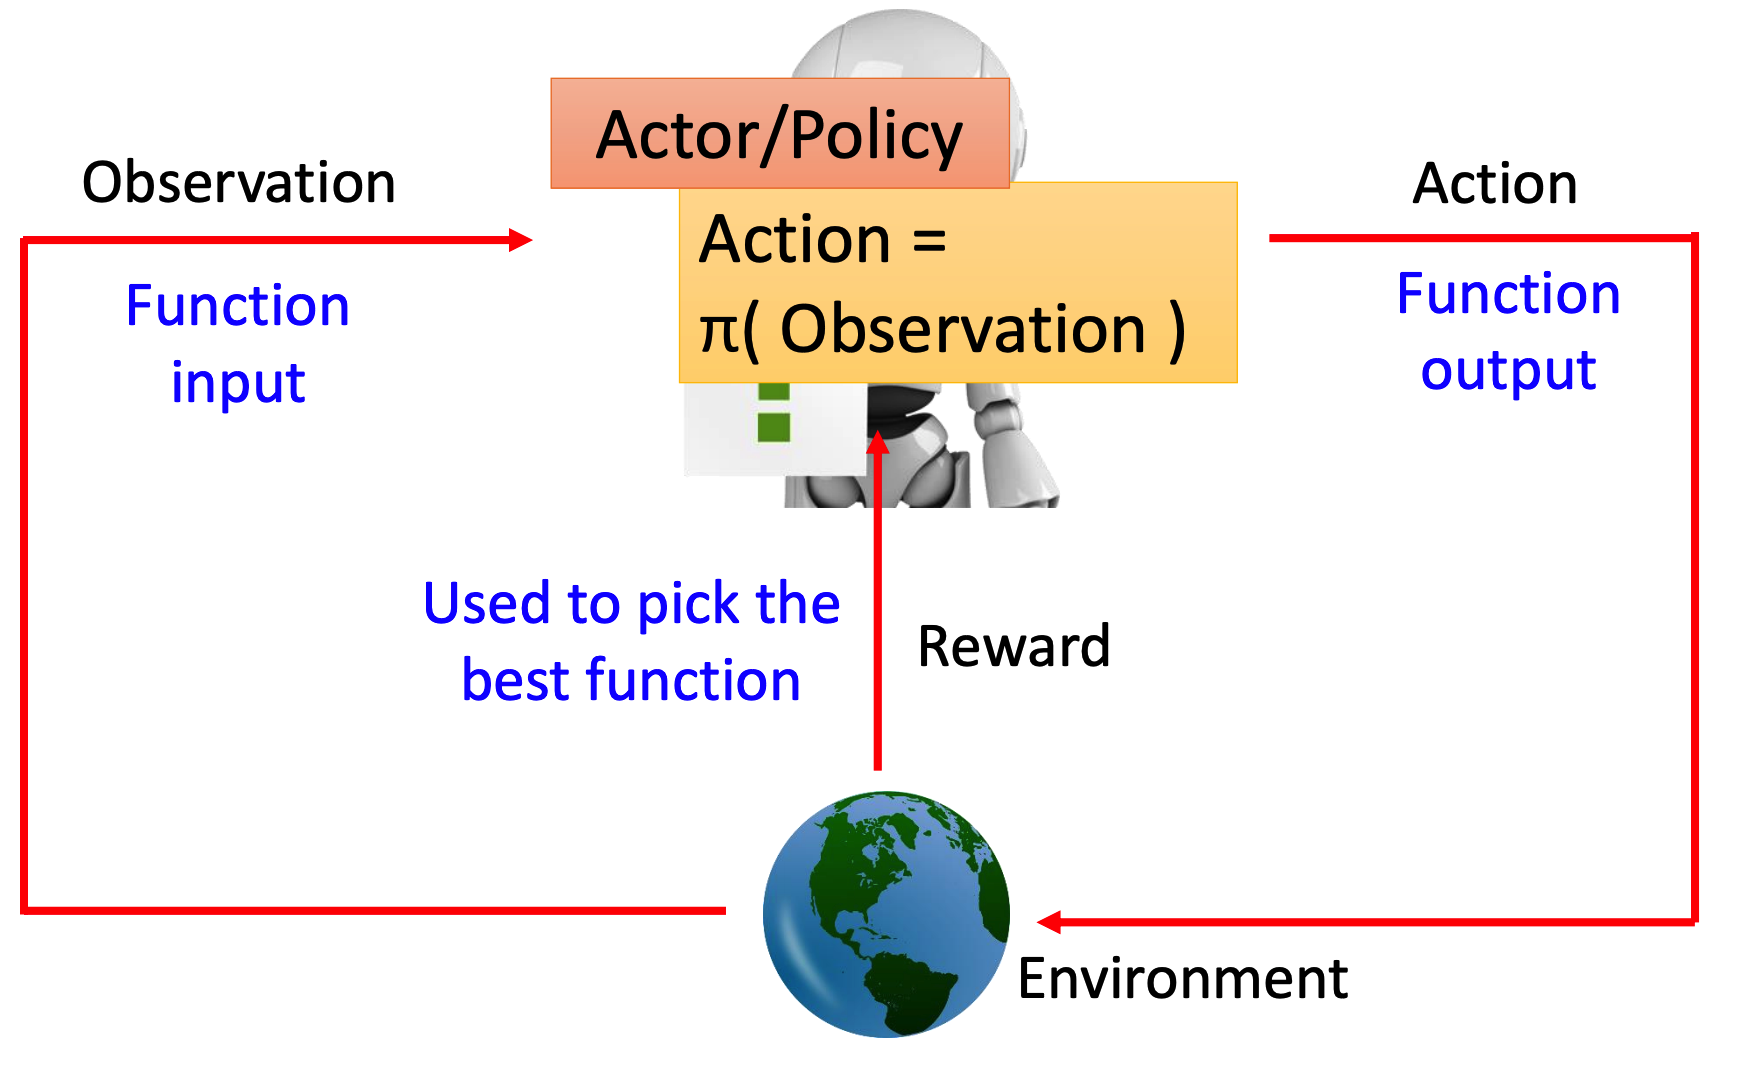 Actor/Policy
Observation
Action
Action =
π( Observation )
Function
input
Function
output
Used to pick the
best function
Reward
Environment